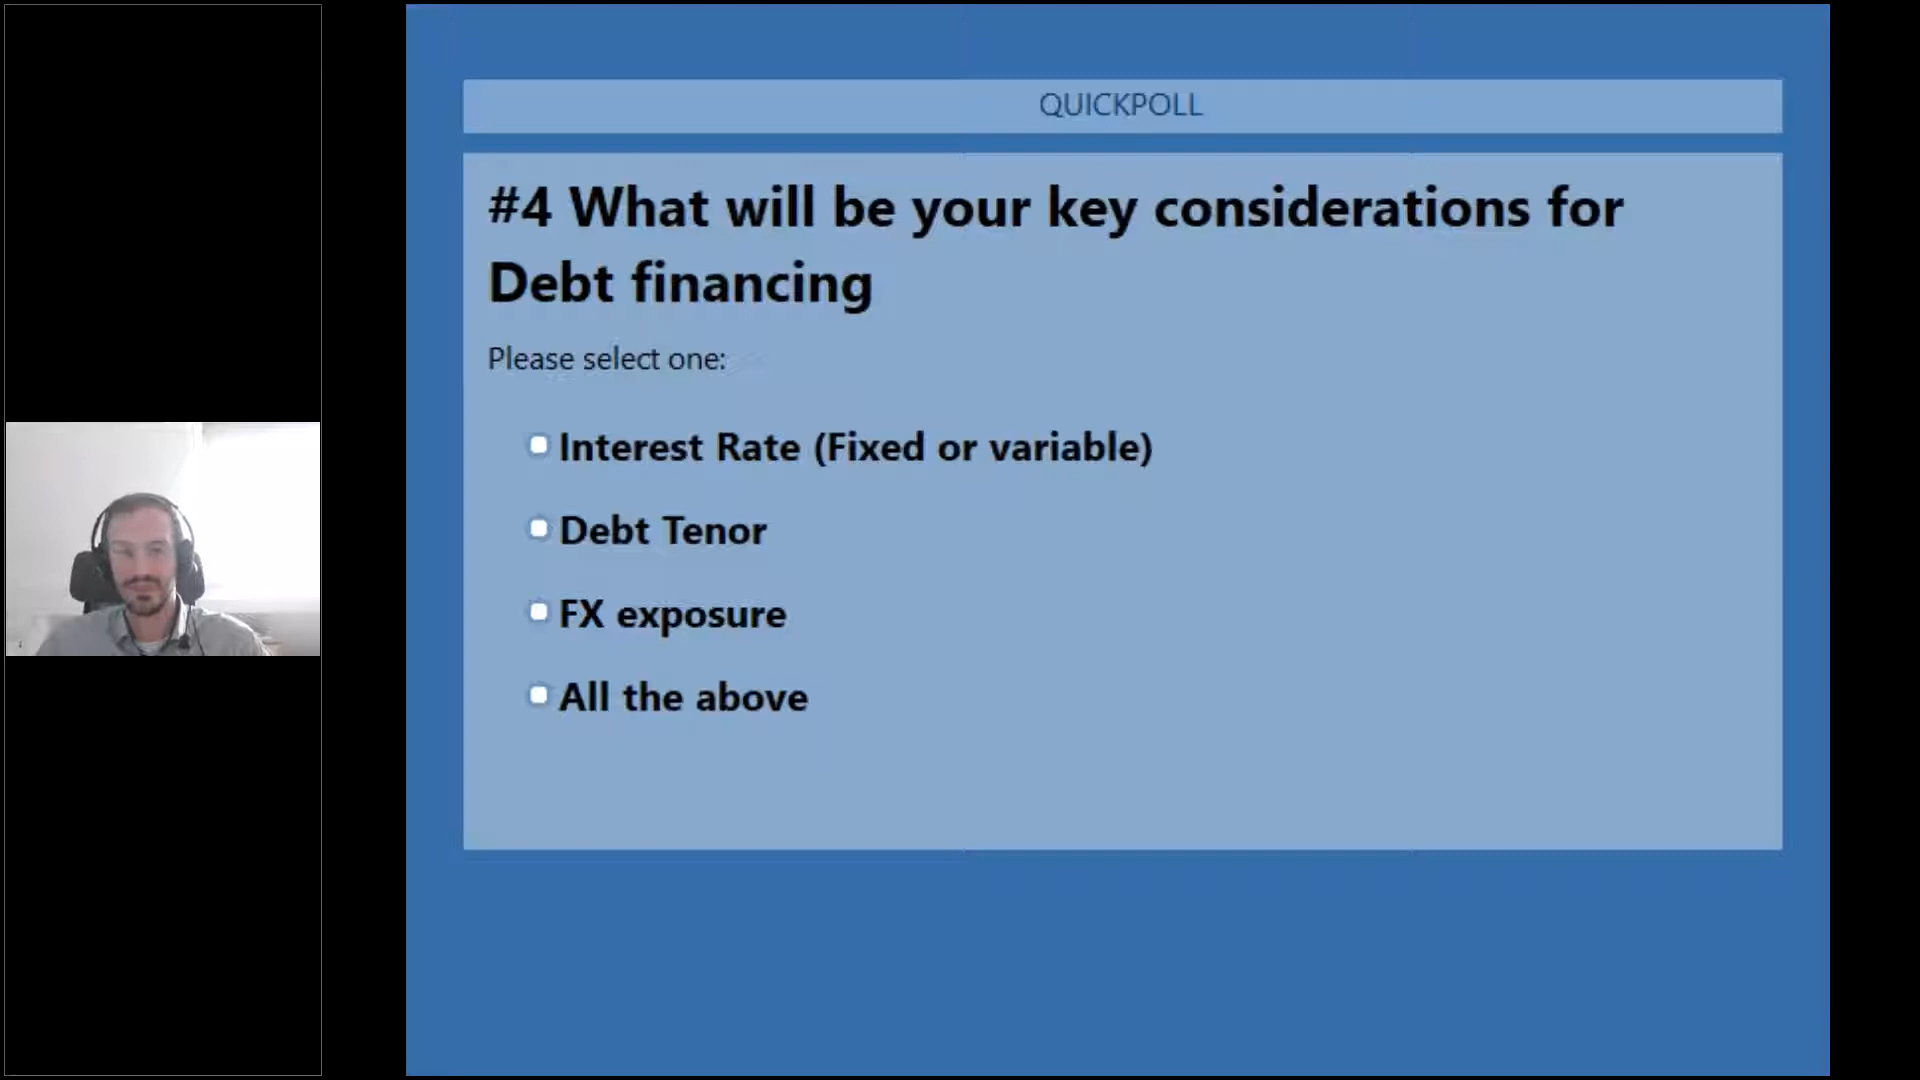 QUICKPOLL
#4 What will be your key considerations for
Debt financing
Please select one:
Interest Rate (Fixed or variable)
Debt Tenor
FX exposure
All the above